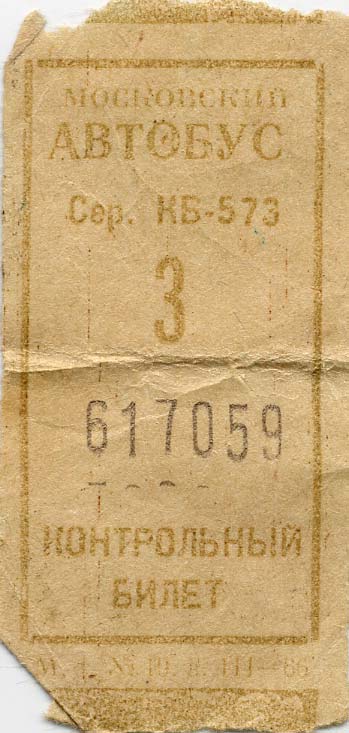 МОСКОВСКИЙ
АВТОБУС
Сер. КБ-573
3
617059
КОНТРОЛЬНЫЙ
БИЛЕТ